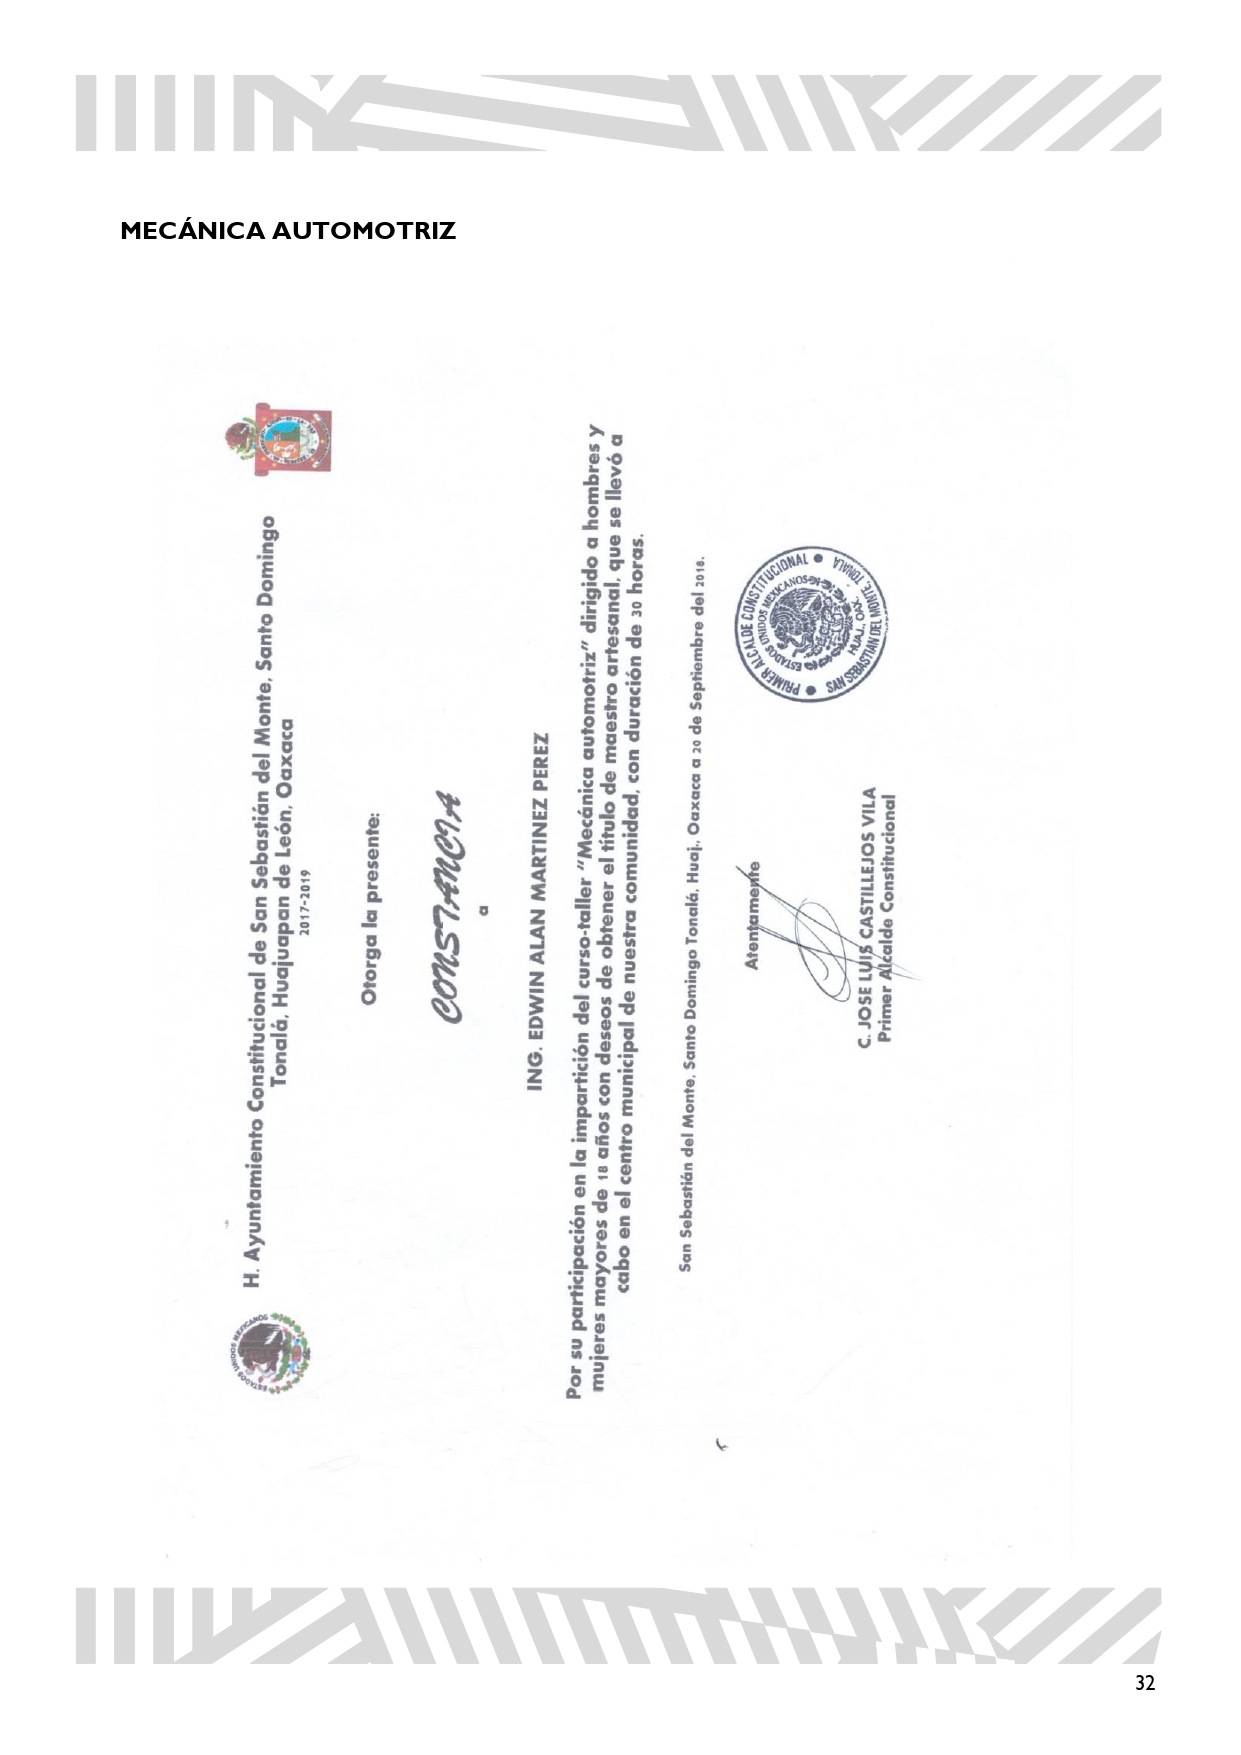 MECÁNICA AUTOMOTRIZ
H. Ayuntamiento Constitucional de San Sebastián del Monte, Santo Domingo
Tonalá, Huajuapan de León, Oaxaca
2017-2019
ESTADOS UNIDOS MEXICANOS
Otorga la presente:
CONSTANCIA
a
ING. EDWIN ALAN MARTINEZ PEREZ
Por su participación en la impartición del curso-taller "Mecánica automotriz" dirigido a hombres y
mujeres mayores de 18 años con deseos de obtener el título de maestro artesanal, que se llevó a
cabo en el centro municipal de nuestra comunidad, con duración de 30 horas.
San Sebastián del Monte, Santo Domingo Tonalá, Huaj., Oaxaca a 20 de Septiembre del 2018.
Atentamente
C. JOSE LUIS CASTILLEJOS VILA
Primer Alcalde Constitucional
PRIMER ALCALDE CONSTITUCIONAL
ESTADOS UNIDOS MEXICANOS
HUAJ., OAX.
SAN SEBASTIAN DEL MONTE, TONALA
32